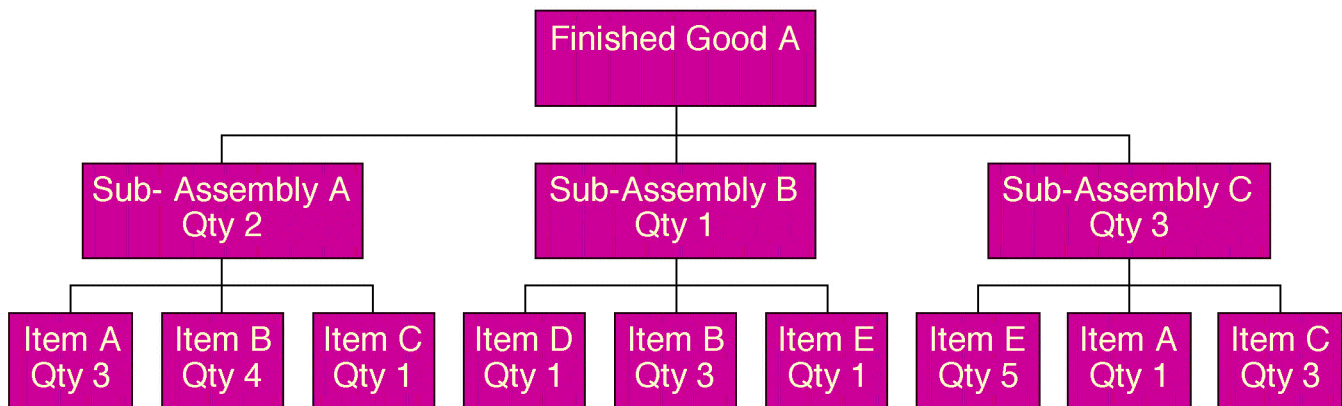 Finished Good A
Sub- Assembly A
Qty 2
Sub-Assembly B
Qty 1
Sub-Assembly C
Qty 3
Item A
Qty 3
Item B
Qty 4
Item C
Qty 1
Item D
Qty 1
Item B
Qty 3
Item E
Qty 1
Item E
Qty 5
Item A
Qty 1
Item C
Qty 3